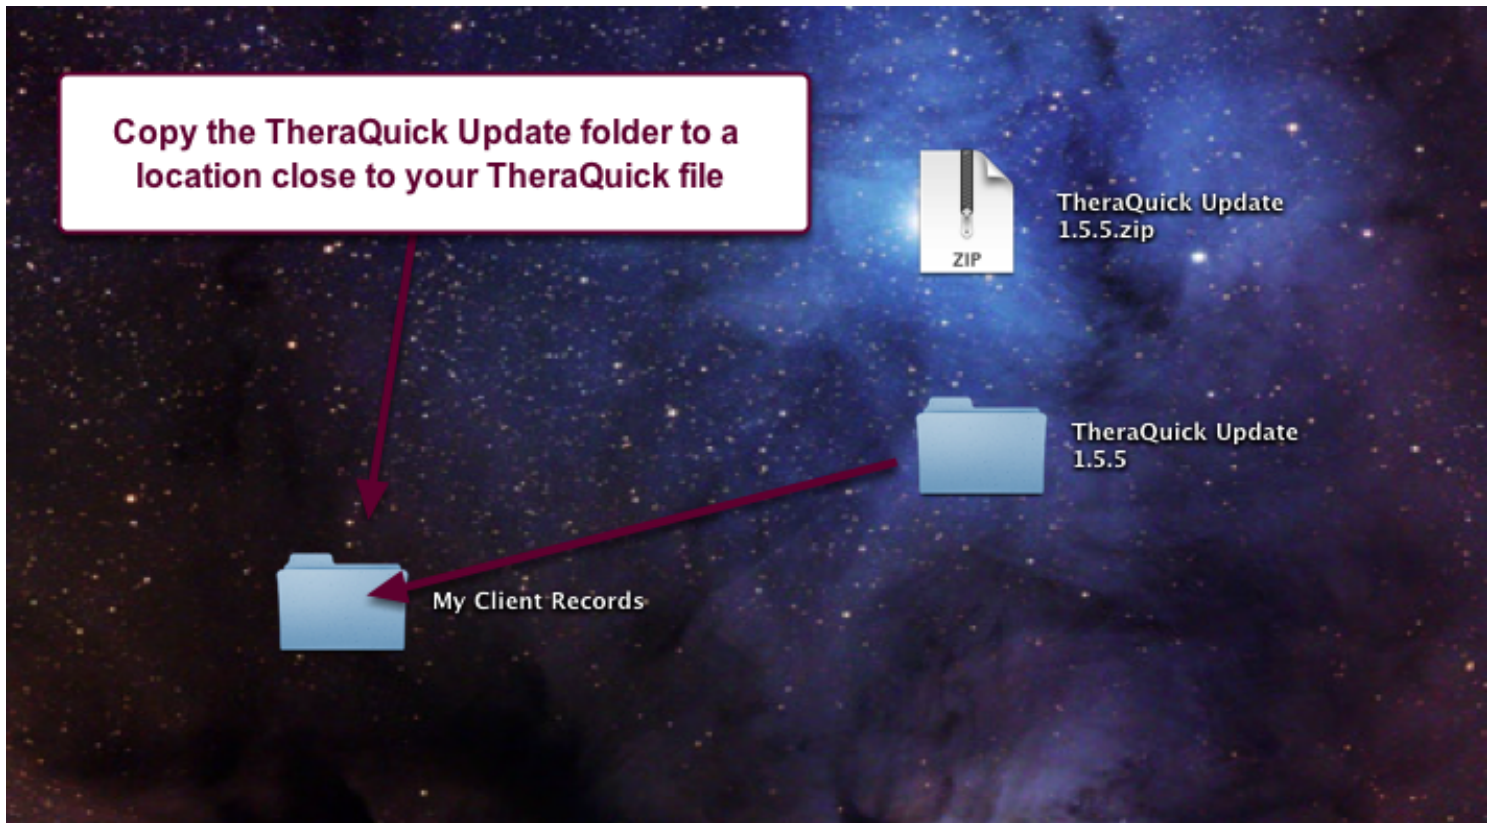 Copy the TheraQuick Update folder to a
location close to your TheraQuick file
TheraQuick Update
1.5.5.zip
ZIP
TheraQuick Update
1.5.5
My Client Records